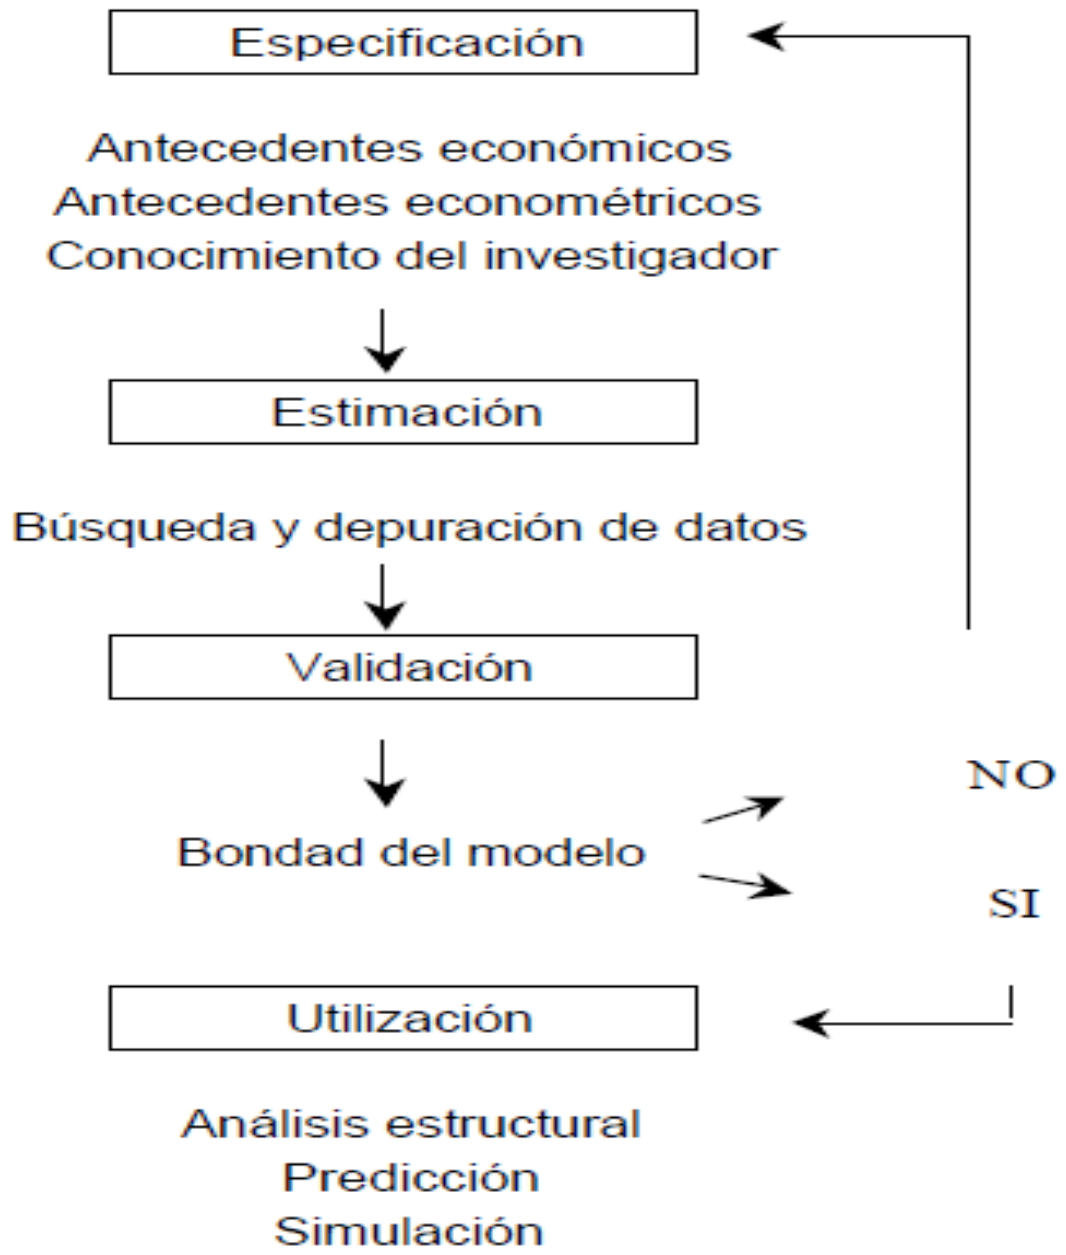 Especificación
Antecedentes económicos
Antecedentes econométricos
Conocimiento del investigador
Estimación
Búsqueda y depuración de datos
Validación
NO
Bondad del modelo
SI
Utilización
Análisis estructural
Predicción
Simulación